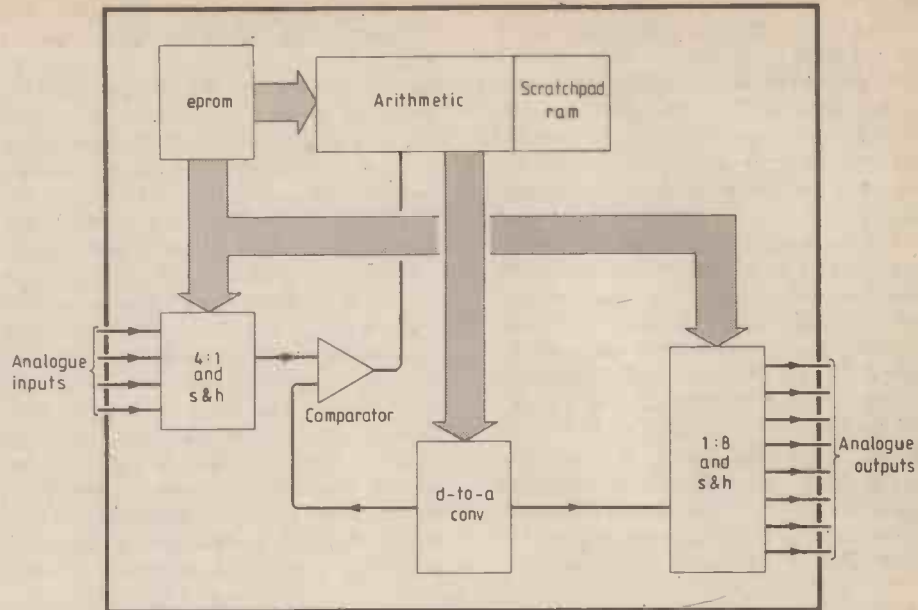 eprom
Arithmetic
Scratchpad
ram
Analogue
inputs
4:1
and
s&h
Comparator
d-to-a
conv
1:8
and
s&h
Analogue
outputs